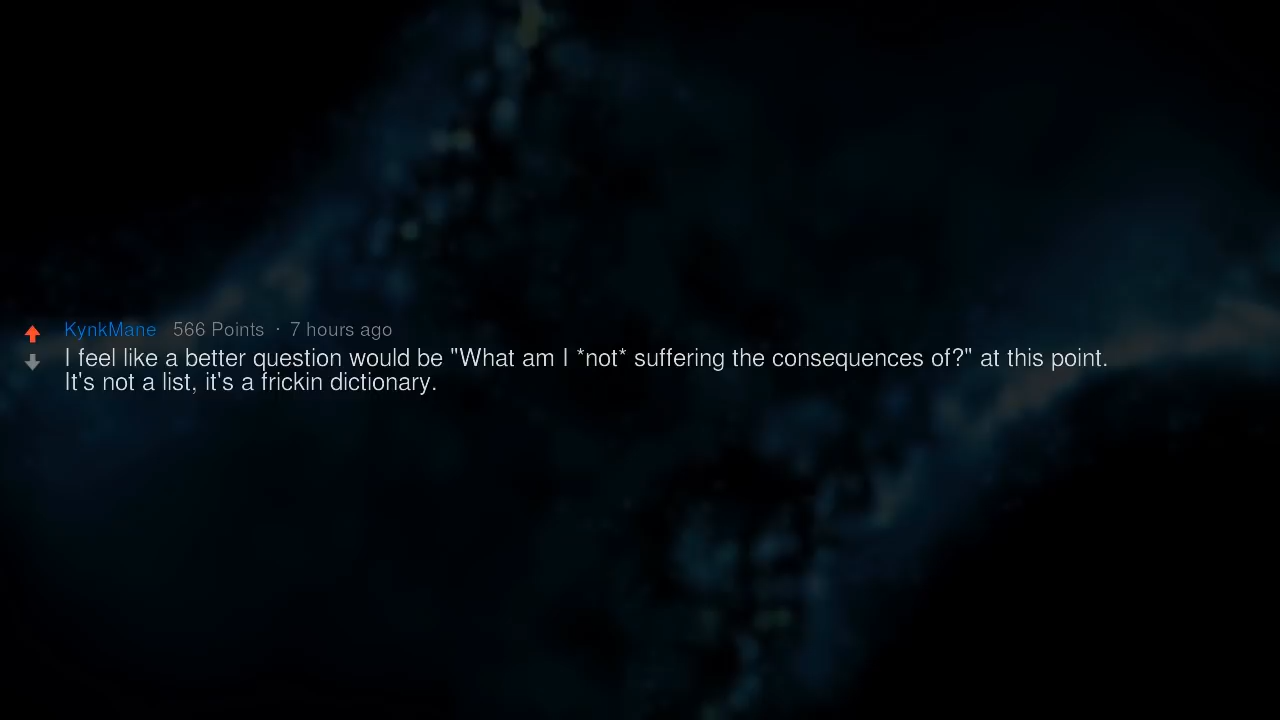 KynkMane 566 Points · 7 hours ago
I feel like a better question would be "What am I *not* suffering the consequences of?" at this point.
It's not a list, it's a frickin dictionary.